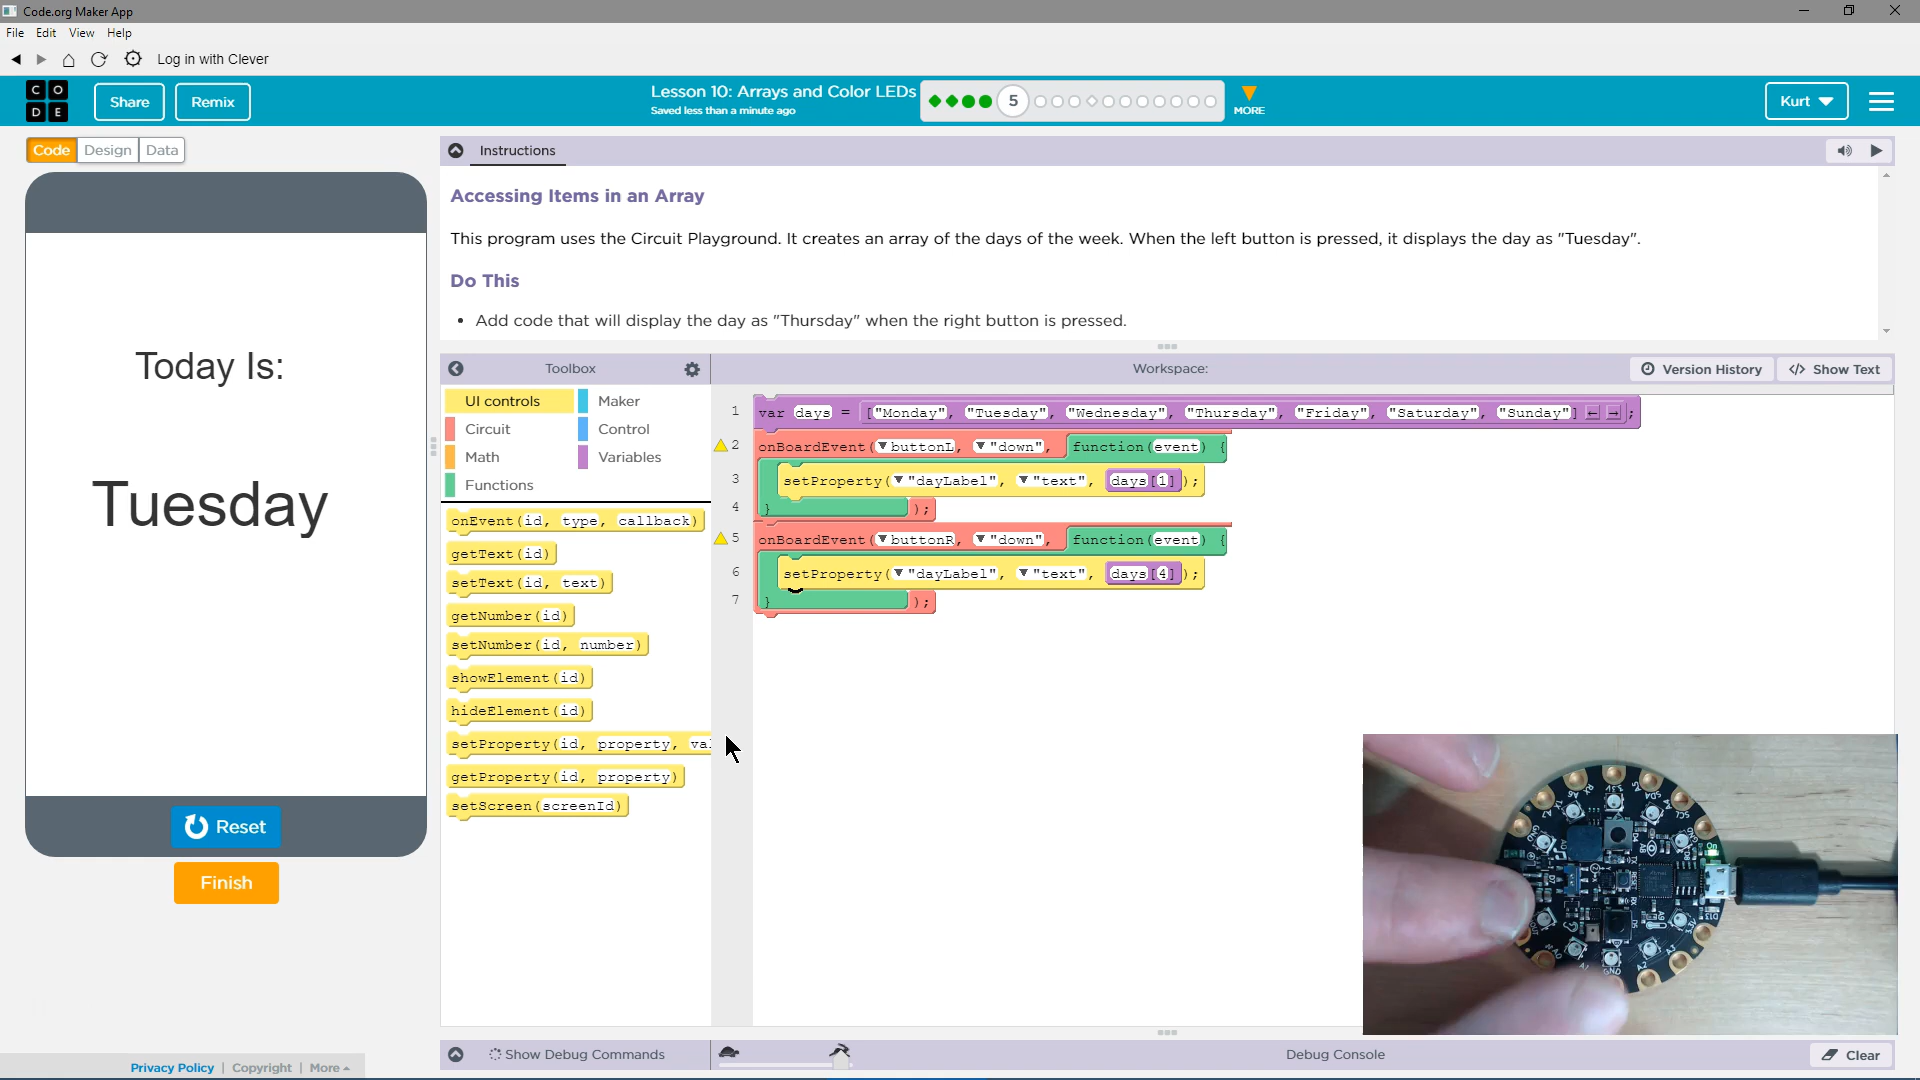 Code.org Maker App
File Edit View Help
Log in with Clever
C O D E
Share
Remix
Lesson 10: Arrays and Color LEDs
Saved less than a minute ago
5
MORE
Kurt
Code Design Data
Instructions
Accessing Items in an Array
This program uses the Circuit Playground. It creates an array of the days of the week. When the left button is pressed, it displays the day as "Tuesday".
Do This
• Add code that will display the day as "Thursday" when the right button is pressed.
Today Is:
Tuesday
Reset
Finish
Toolbox
Workspace:
Version History
</> Show Text
UI controls
Maker
Circuit
Control
Math
Variables
Functions
onEvent(id, type, callback)
getText(id)
setText(id, text)
getNumber(id)
setNumber(id, number)
showElement(id)
hideElement(id)
setProperty(id, property, val
getProperty(id, property)
setScreen(screenId)
1 var days = ["Monday", "Tuesday", "Wednesday", "Thursday", "Friday", "Saturday", "Sunday"] ← → ;
2 onBoardEvent(▼buttonL, ▼"down", function(event) {
3 setProperty(▼"dayLabel", ▼"text", days[1]);
4 } );
5 onBoardEvent(▼buttonR, ▼"down", function(event) {
6 setProperty(▼"dayLabel", ▼"text", days[4]);
7 } );
Show Debug Commands
Debug Console
Clear
Privacy Policy | Copyright | More